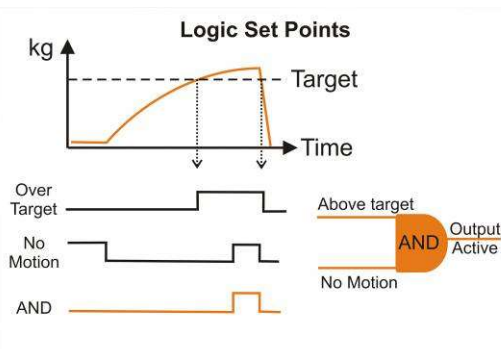 Logic Set Points
kg
Target
Time
Over
Target
No
Motion
AND
Above target
AND
Output
Active
No Motion